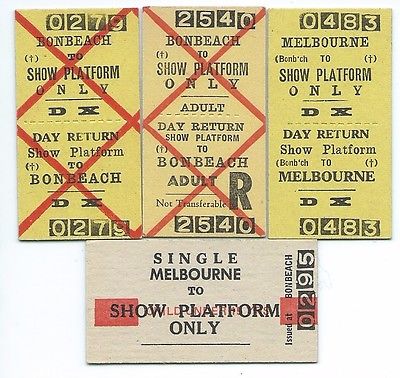 0279
BONBEACH
(†) TO
SHOW PLATFORM
ONLY
DX
DAY RETURN
Show Platform
(†) TO
BONBEACH
DX
0279
2540
BONBEACH
TO
SHOW PLATFORM
ONLY
ADULT
DAY RETURN
SHOW PLATFORM
TO
BONBEACH
ADULT
R
Not Transferable
2540
0483
MELBOURNE
(Bonb'ch TO (†)
SHOW PLATFORM
ONLY
DX
DAY RETURN
Show Platform
(Bonb'ch TO (†)
MELBOURNE
DX
0483
SINGLE
MELBOURNE
TO
SHOW PLATFORM
ONLY
Issued at BONBEACH
0295